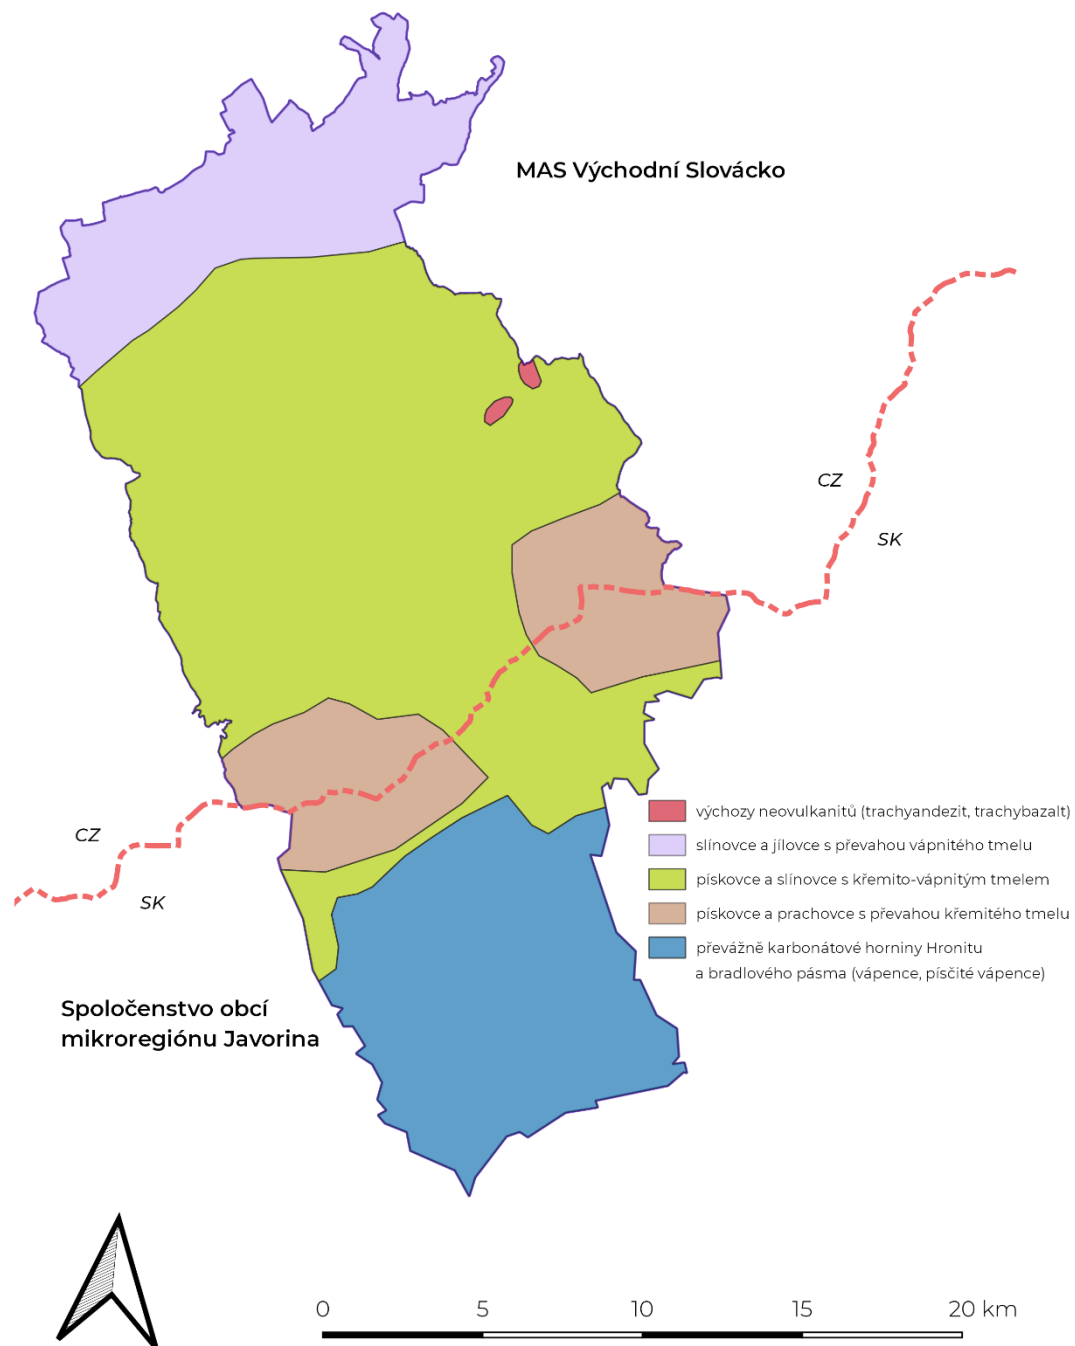 MAS Východní Slovácko
CZ
SK
CZ
SK
výchozy neovulkanitů (trachyandezit, trachybazalt)
slínovce a jílovce s převahou vápnitého tmelu
pískovce a slínovce s křemito-vápnitým tmelem
pískovce a prachovce s převahou křemitého tmelu
převážně karbonátové horniny Hronitu
a bradlového pásma (vápence, písčité vápence)
Spoločenstvo obcí
mikroregiónu Javorina
0 5 10 15 20 km